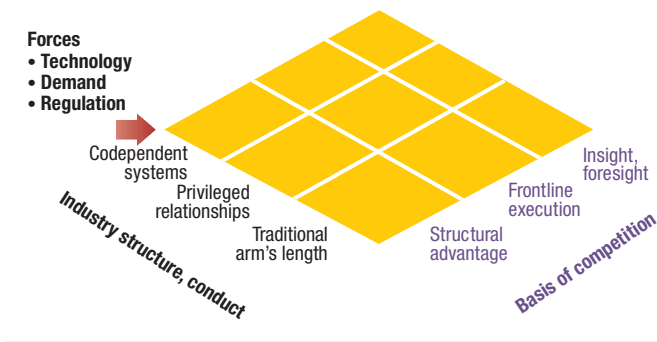 Forces
• Technology
• Demand
• Regulation
Codependent
systems
Privileged
relationships
Traditional
arm's length
Industry structure, conduct
Structural
advantage
Frontline
execution
Insight,
foresight
Basis of competition